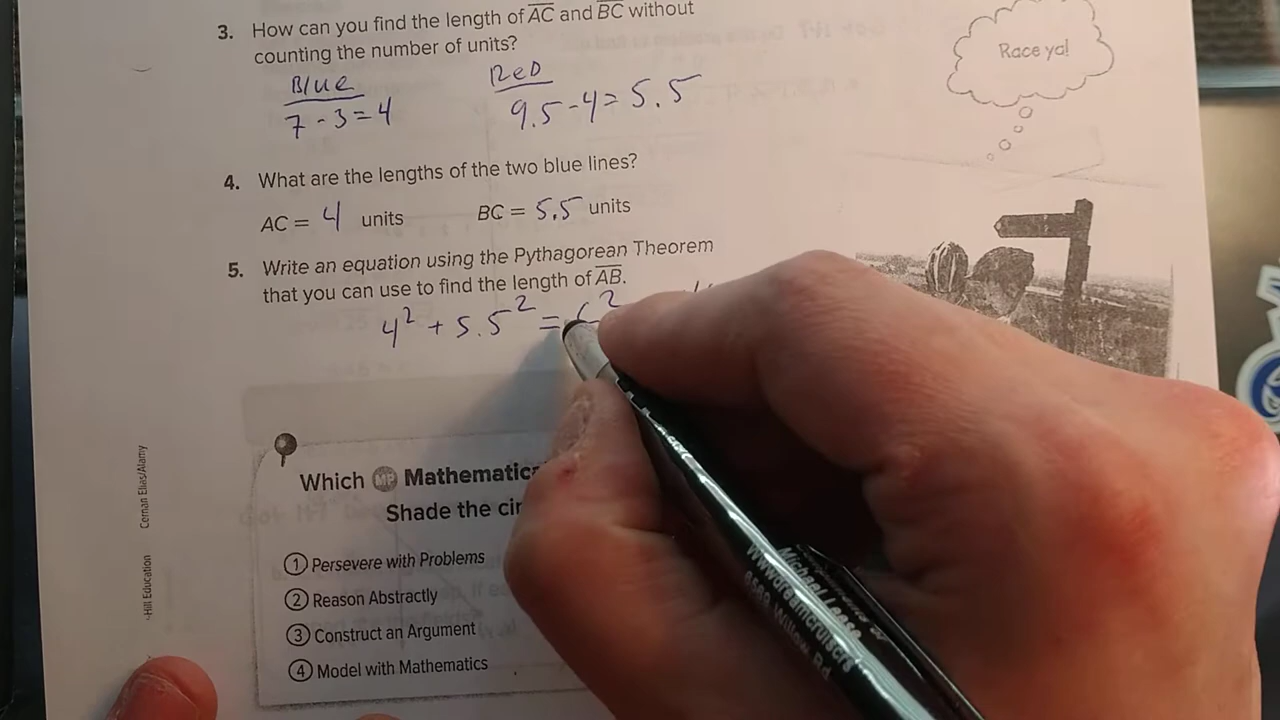 3. How can you find the length of AC and BC without
counting the number of units?
Race ya!
Blue
7 - 3 = 4
Red
9.5 - 4 = 5.5
4. What are the lengths of the two blue lines?
AC = 4 units BC = 5.5 units
5. Write an equation using the Pythagorean Theorem
that you can use to find the length of AB.
4² + 5.5² = c²
Which MP Mathematic
Shade the cir
1 Persevere with Problems
2 Reason Abstractly
3 Construct an Argument
4 Model with Mathematics
Hill Education Cernan Elias/Alamy
Michael